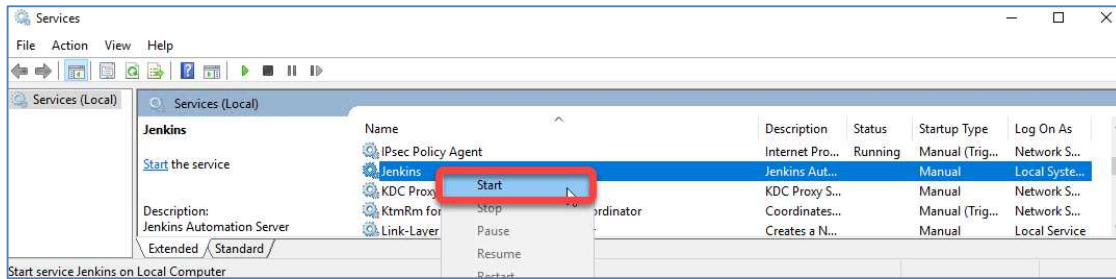 Services
File Action View Help
Services (Local)
Services (Local)
Jenkins
Start the service
Description:
Jenkins Automation Server
Name Description Status Startup Type Log On As
IPsec Policy Agent Internet Pro... Running Manual (Trig... Network S...
Jenkins Jenkins Aut... Manual Local Syste...
KDC Proxy KDC Proxy S... Manual Network S...
KtmRm for rdinator Coordinates... Manual (Trig... Network S...
Link-Layer Creates a N... Manual Local Service
Start
Stop
Pause
Resume
Restart
Extended Standard
Start service Jenkins on Local Computer